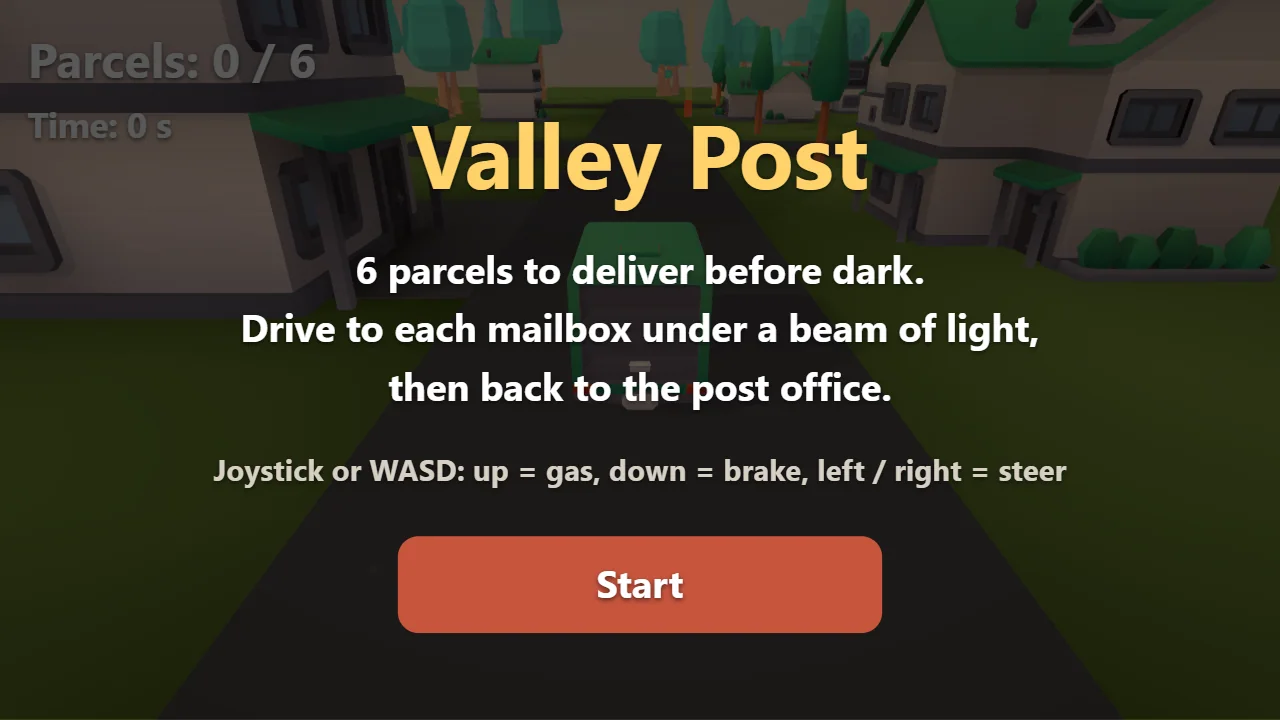 Parcels: 0 / 6
Time: 0 s
Valley Post
6 parcels to deliver before dark.
Drive to each mailbox under a beam of light,
then back to the post office.
Joystick or WASD: up = gas, down = brake, left / right = steer
Start